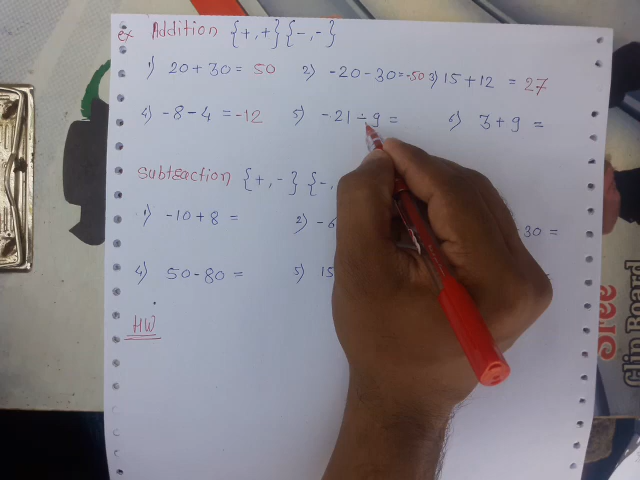 ex Addition {+,+}{-,-}
1) 20+30= 50 2) -20-30=-50 3) 15+12 = 27
4) -8-4 =-12 5) -21-9 = 6) 3+9 =
Subtraction {+,-} {-,
1) -10+8 = 2) -6 30 =
4) 50-80 = 5) 15
HW
Sree
Clip Board